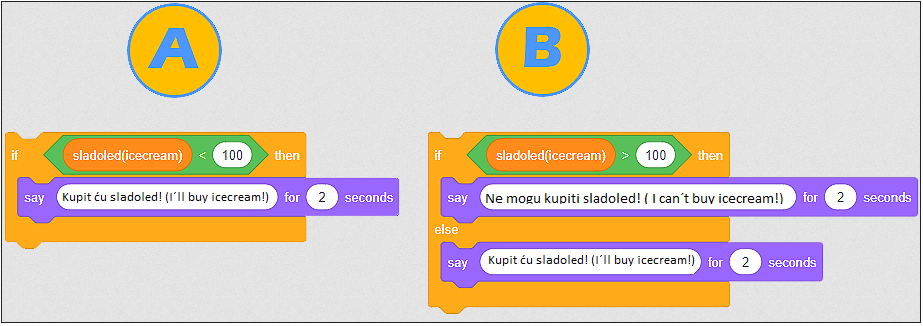 A
B
if sladoled(icecream) < 100 then
say Kupit ću sladoled! (I´ll buy icecream!) for 2 seconds
if sladoled(icecream) > 100 then
say Ne mogu kupiti sladoled! ( I can´t buy icecream!) for 2 seconds
else
say Kupit ću sladoled! (I´ll buy icecream!) for 2 seconds